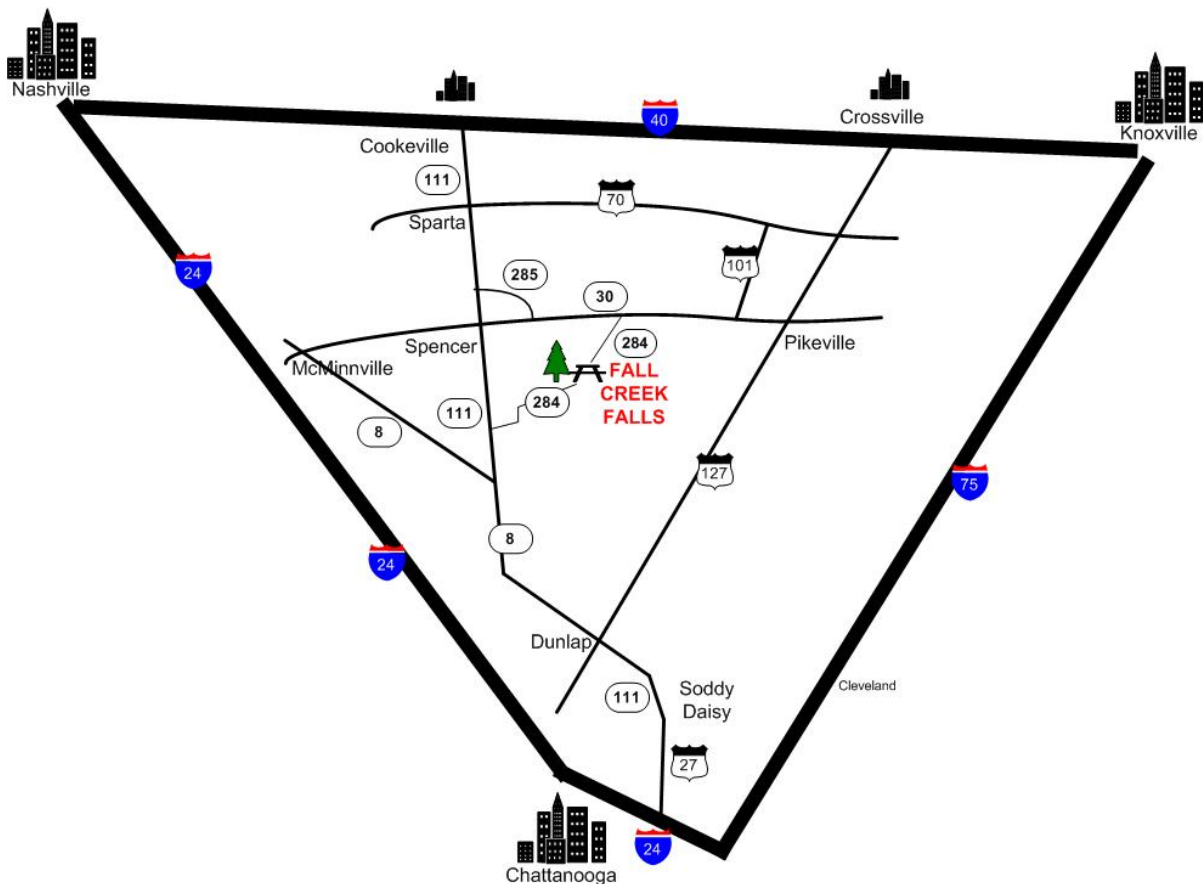 Nashville
Knoxville
Crossville
40
Cookeville
111
70
Sparta
101
24
285
30
284
Spencer
Pikeville
McMinnville
FALL
CREEK
FALLS
284
111
8
127
75
8
24
Dunlap
Cleveland
111
Soddy
Daisy
27
24
Chattanooga